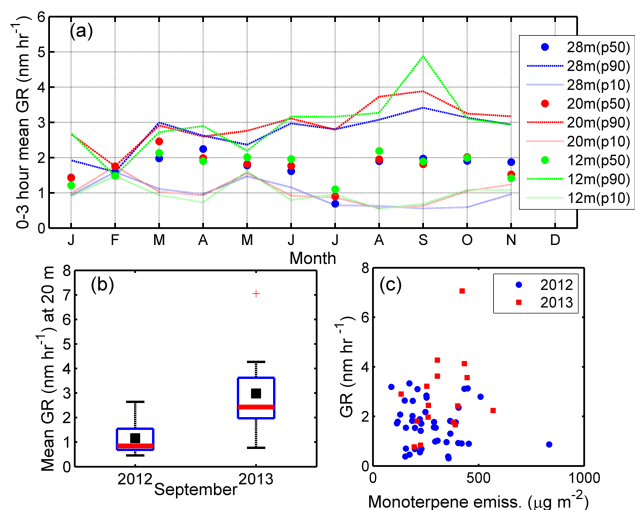 (a)
0-3 hour mean GR (nm hr⁻¹)
6
5
4
3
2
1
0
J F M A M J J A S O N D
Month
28m(p50)
28m(p90)
28m(p10)
20m(p50)
20m(p90)
20m(p10)
12m(p50)
12m(p90)
12m(p10)
(b)
Mean GR (nm hr⁻¹) at 20 m
8
7
6
5
4
3
2
1
0
2012 2013
September
(c)
GR (nm hr⁻¹)
8
6
4
2
0
0 500 1000
Monoterpene emiss. (μg m⁻²)
2012
2013